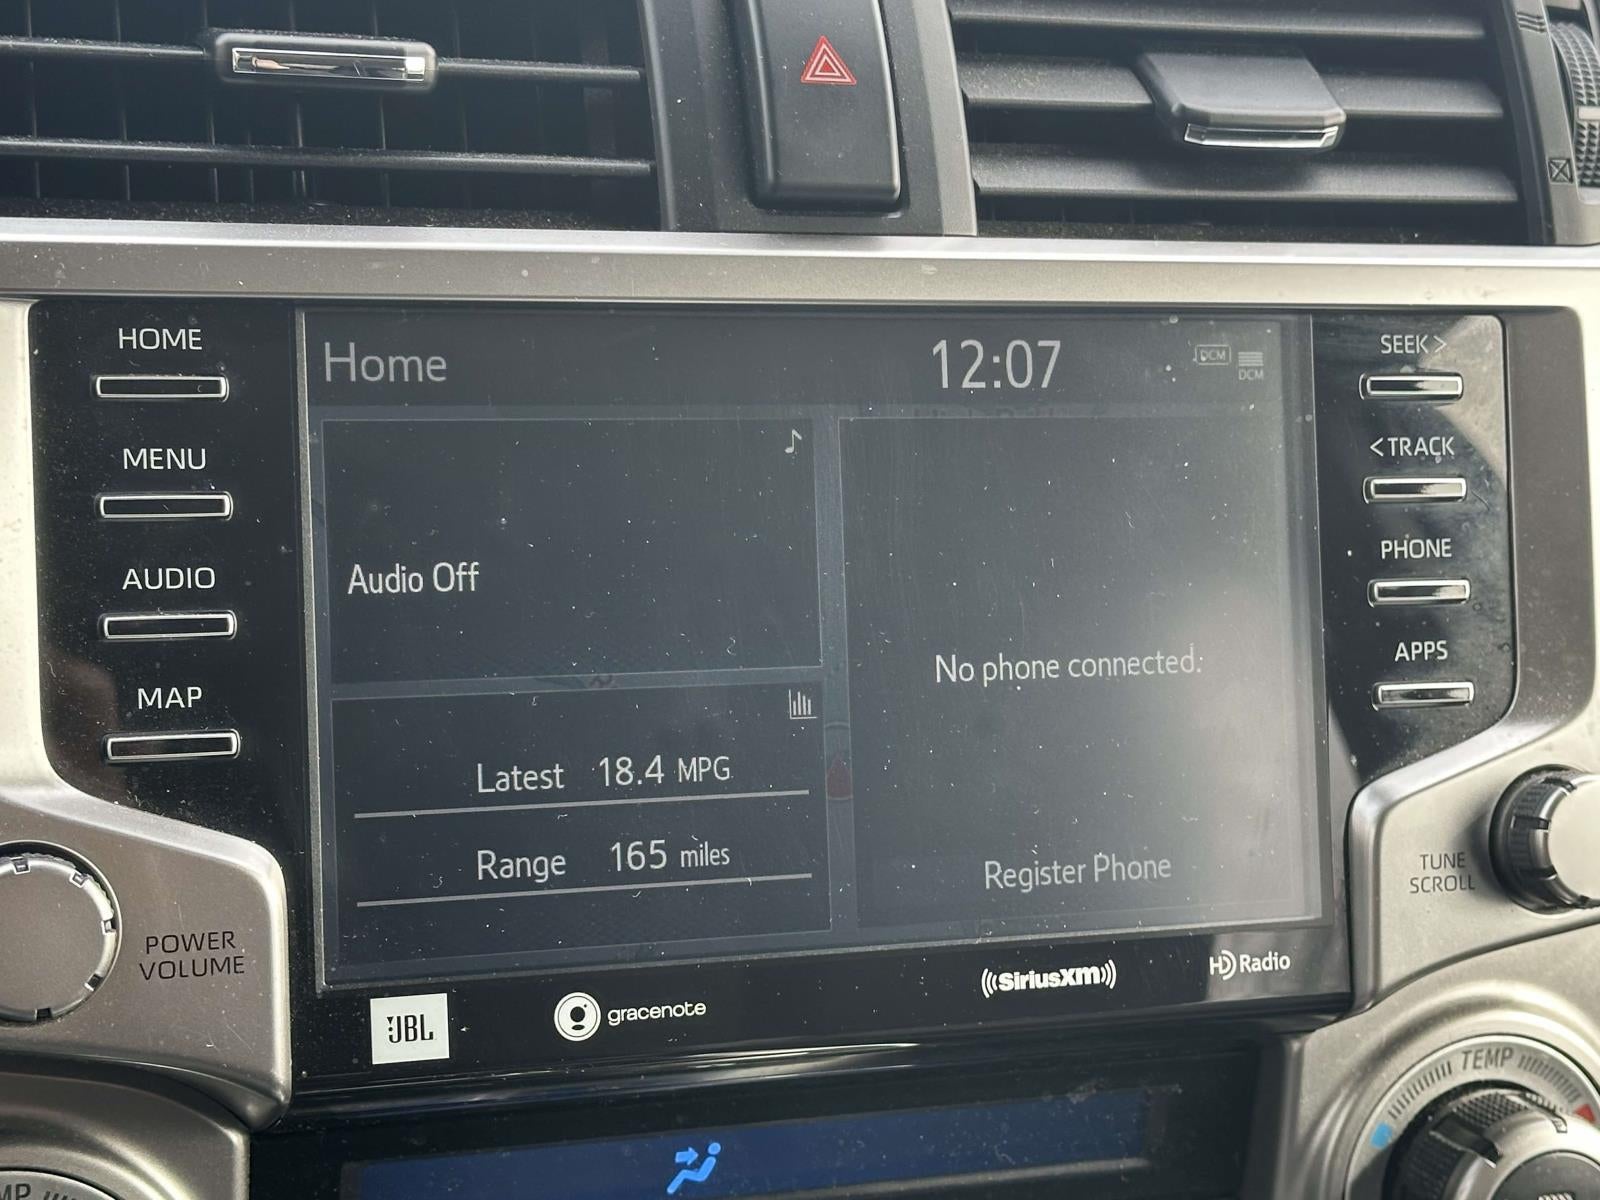 HOME
MENU
AUDIO
MAP
POWER
VOLUME
Home
12:07
DCM
DCM
Audio Off
Latest 18.4 MPG
Range 165 miles
No phone connected.
Register Phone
SEEK >
< TRACK
PHONE
APPS
TUNE
SCROLL
JBL
gracenote
((SiriusXM))
HD Radio
TEMP